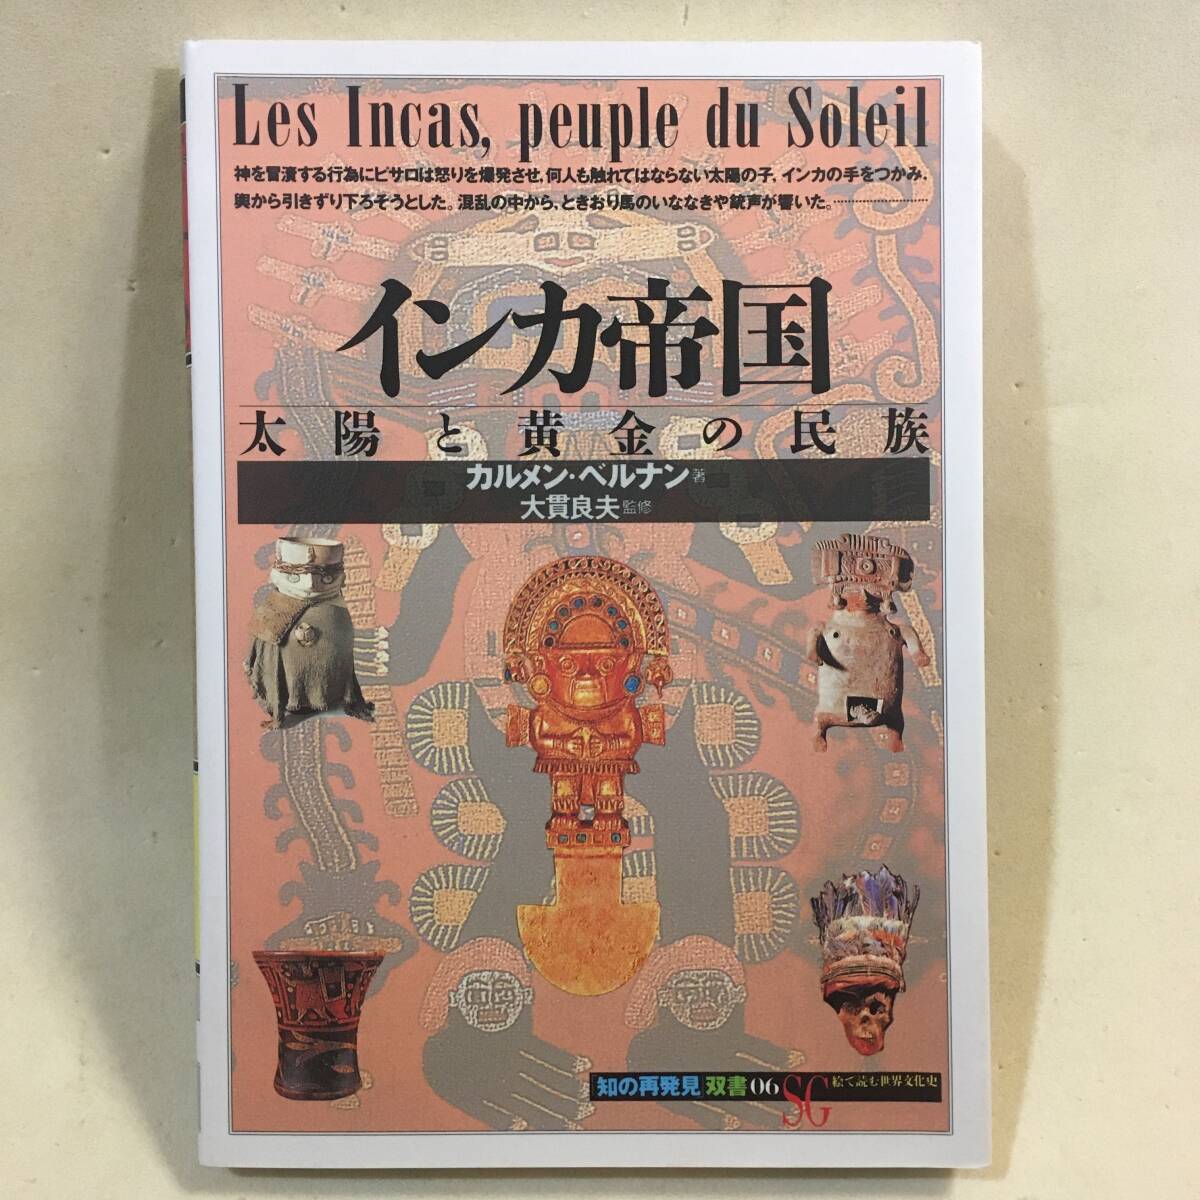 Les Incas, peuple du Soleil
神を冒瀆する行為にピサロは怒りを爆発させ，何人も触れてはならない太陽の子，インカの手をつかみ，
輿から引きずり下ろそうとした。混乱の中から，ときおり馬のいななきや銃声が響いた。…………
インカ帝国
太陽と黄金の民族
カルメン・ベルナン 著
大貫良夫 監修
「知の再発見」双書06 SG 絵で読む世界文化史